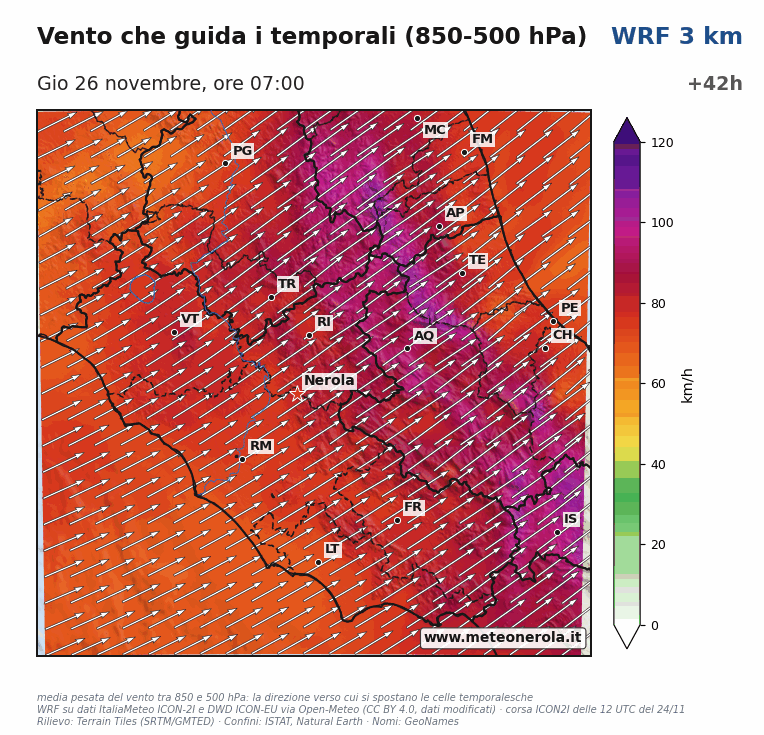 Vento che guida i temporali (850-500 hPa) WRF 3 km
Gio 26 novembre, ore 07:00 +42h
MC
FM
PG
AP
TE
TR
PE
VT
RI
AQ
CH
Nerola
RM
FR
IS
LT
www.meteonerola.it
120
100
80
60
40
20
0
km/h
media pesata del vento tra 850 e 500 hPa: la direzione verso cui si spostano le celle temporalesche
WRF su dati ItaliaMeteo ICON-2I e DWD ICON-EU via Open-Meteo (CC BY 4.0, dati modificati) · corsa ICON2I delle 12 UTC del 24/11
Rilievo: Terrain Tiles (SRTM/GMTED) · Confini: ISTAT, Natural Earth · Nomi: GeoNames